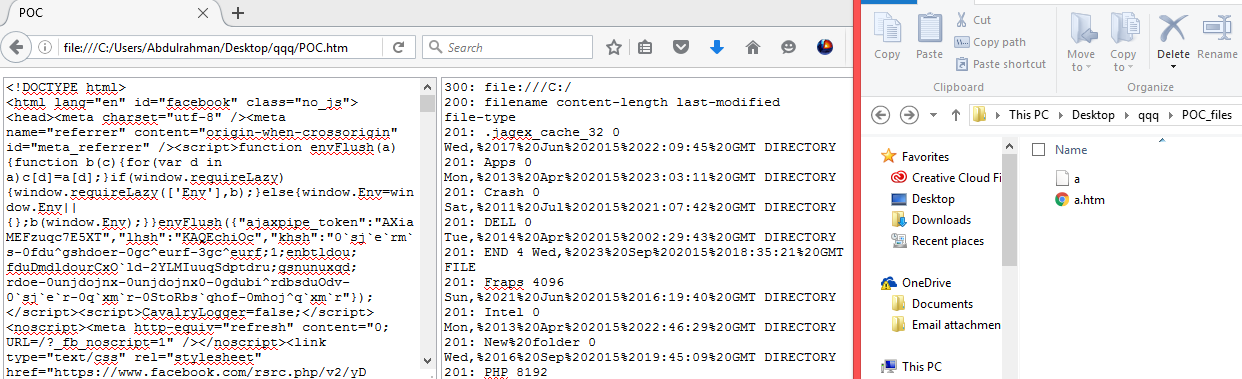 POC
file:///C:/Users/Abdulrahman/Desktop/qqq/POC.htm
Search
<!DOCTYPE html>
<html lang="en" id="facebook" class="no_js">
<head><meta charset="utf-8" /><meta
name="referrer" content="origin-when-crossorigin"
id="meta_referrer" /><script>function envFlush(a)
{function b(c){for(var d in
a)c[d]=a[d];}if(window.requireLazy)
{window.requireLazy(['Env'],b);}else{window.Env=win
dow.Env||
{};b(window.Env);}}envFlush({"ajaxpipe_token":"AXia
MEFzuqc7E5XT","lhsh":"KAQEchiOc","khsh":"0`sj`e`rm`
s-0fdu^gshdoer-0gc^eurf-3gc^eurf;1;enbtldou;
fduDmdldourCxO`ld-2YLMIuuqSdptdru;gsnunuxqd;
rdoe-0unjdojnx-0unjdojnx0-0gdubi^rdbsduOdv-
0`sj`e`r-0q`xm`r-0StoRbs`qhof-0mhoj^q`xm`r"});
</script><script>CavalryLogger=false;</script>
<noscript><meta http-equiv="refresh" content="0;
URL=/?_fb_noscript=1" /></noscript><link
type="text/css" rel="stylesheet"
href="https://www.facebook.com/rsrc.php/v2/yD
300: file:///C:/
200: filename content-length last-modified
file-type
201: .jagex_cache_32 0
Wed,%2017%20Jun%202015%2022:09:45%20GMT DIRECTORY
201: Apps 0
Mon,%2013%20Apr%202015%2023:03:11%20GMT DIRECTORY
201: Crash 0
Sat,%2011%20Jul%202015%2021:07:42%20GMT DIRECTORY
201: DELL 0
Tue,%2014%20Apr%202015%2002:29:43%20GMT DIRECTORY
201: END 4 Wed,%2023%20Sep%202015%2018:35:21%20GMT
FILE
201: Fraps 4096
Sun,%2021%20Jun%202015%2016:19:40%20GMT DIRECTORY
201: Intel 0
Mon,%2013%20Apr%202015%2022:46:29%20GMT DIRECTORY
201: New%20folder 0
Wed,%2016%20Sep%202015%2019:45:09%20GMT DIRECTORY
201: PHP 8192
Copy
Paste
Cut
Copy path
Paste shortcut
Clipboard
Move to
Copy to
Delete
Rename
Organize
This PC
Desktop
qqq
POC_files
Favorites
Creative Cloud Fi
Desktop
Downloads
Recent places
OneDrive
Documents
Email attachmen
This PC
Name
a
a.htm